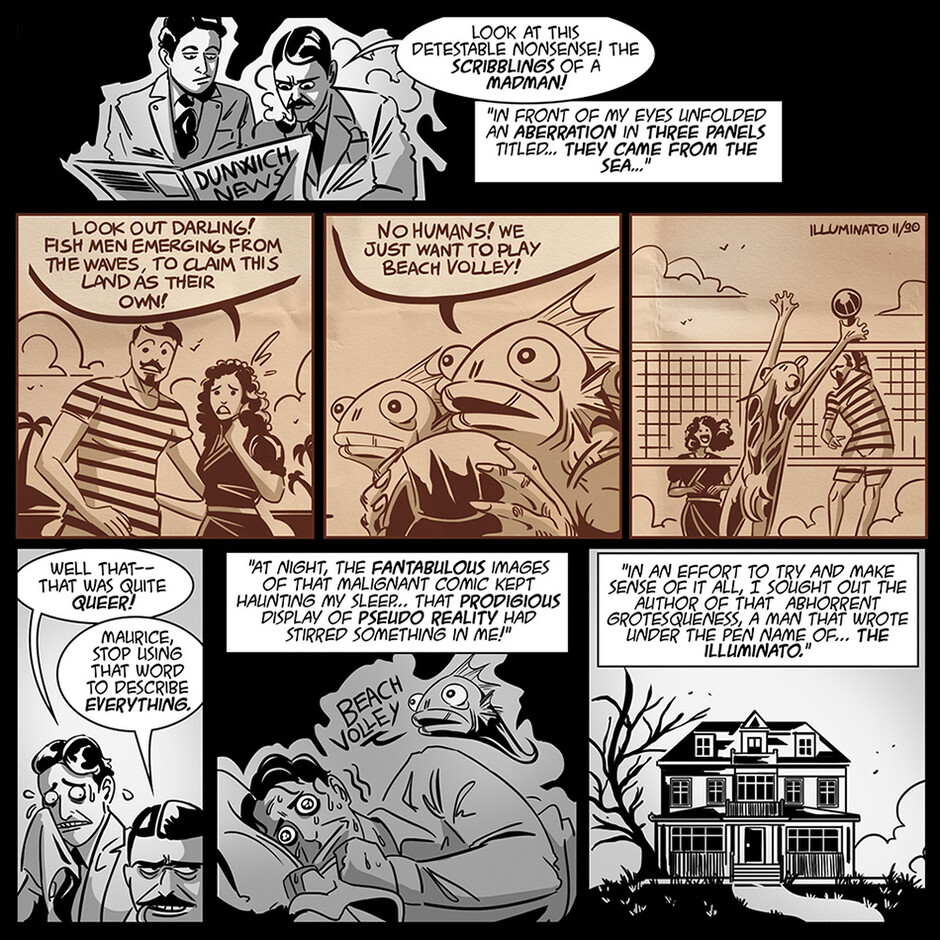 LOOK AT THIS
DETESTABLE NONSENSE! THE
SCRIBBLINGS OF A
MADMAN!
DUNWICH
NEWS
"IN FRONT OF MY EYES UNFOLDED
AN ABERRATION IN THREE PANELS
TITLED... THEY CAME FROM THE
SEA..."
LOOK OUT DARLING!
FISH MEN EMERGING FROM
THE WAVES, TO CLAIM THIS
LAND AS THEIR
OWN!
NO HUMANS! WE
JUST WANT TO PLAY
BEACH VOLLEY!
ILLUMINATO 11/90
WELL THAT--
THAT WAS QUITE
QUEER!
MAURICE,
STOP USING
THAT WORD
TO DESCRIBE
EVERYTHING.
"AT NIGHT, THE FANTABULOUS IMAGES
OF THAT MALIGNANT COMIC KEPT
HAUNTING MY SLEEP... THAT PRODIGIOUS
DISPLAY OF PSEUDO REALITY HAD
STIRRED SOMETHING IN ME!"
BEACH
VOLLEY
"IN AN EFFORT TO TRY AND MAKE
SENSE OF IT ALL, I SOUGHT OUT THE
AUTHOR OF THAT ABHORRENT
GROTESQUENESS, A MAN THAT WROTE
UNDER THE PEN NAME OF... THE
ILLUMINATO."